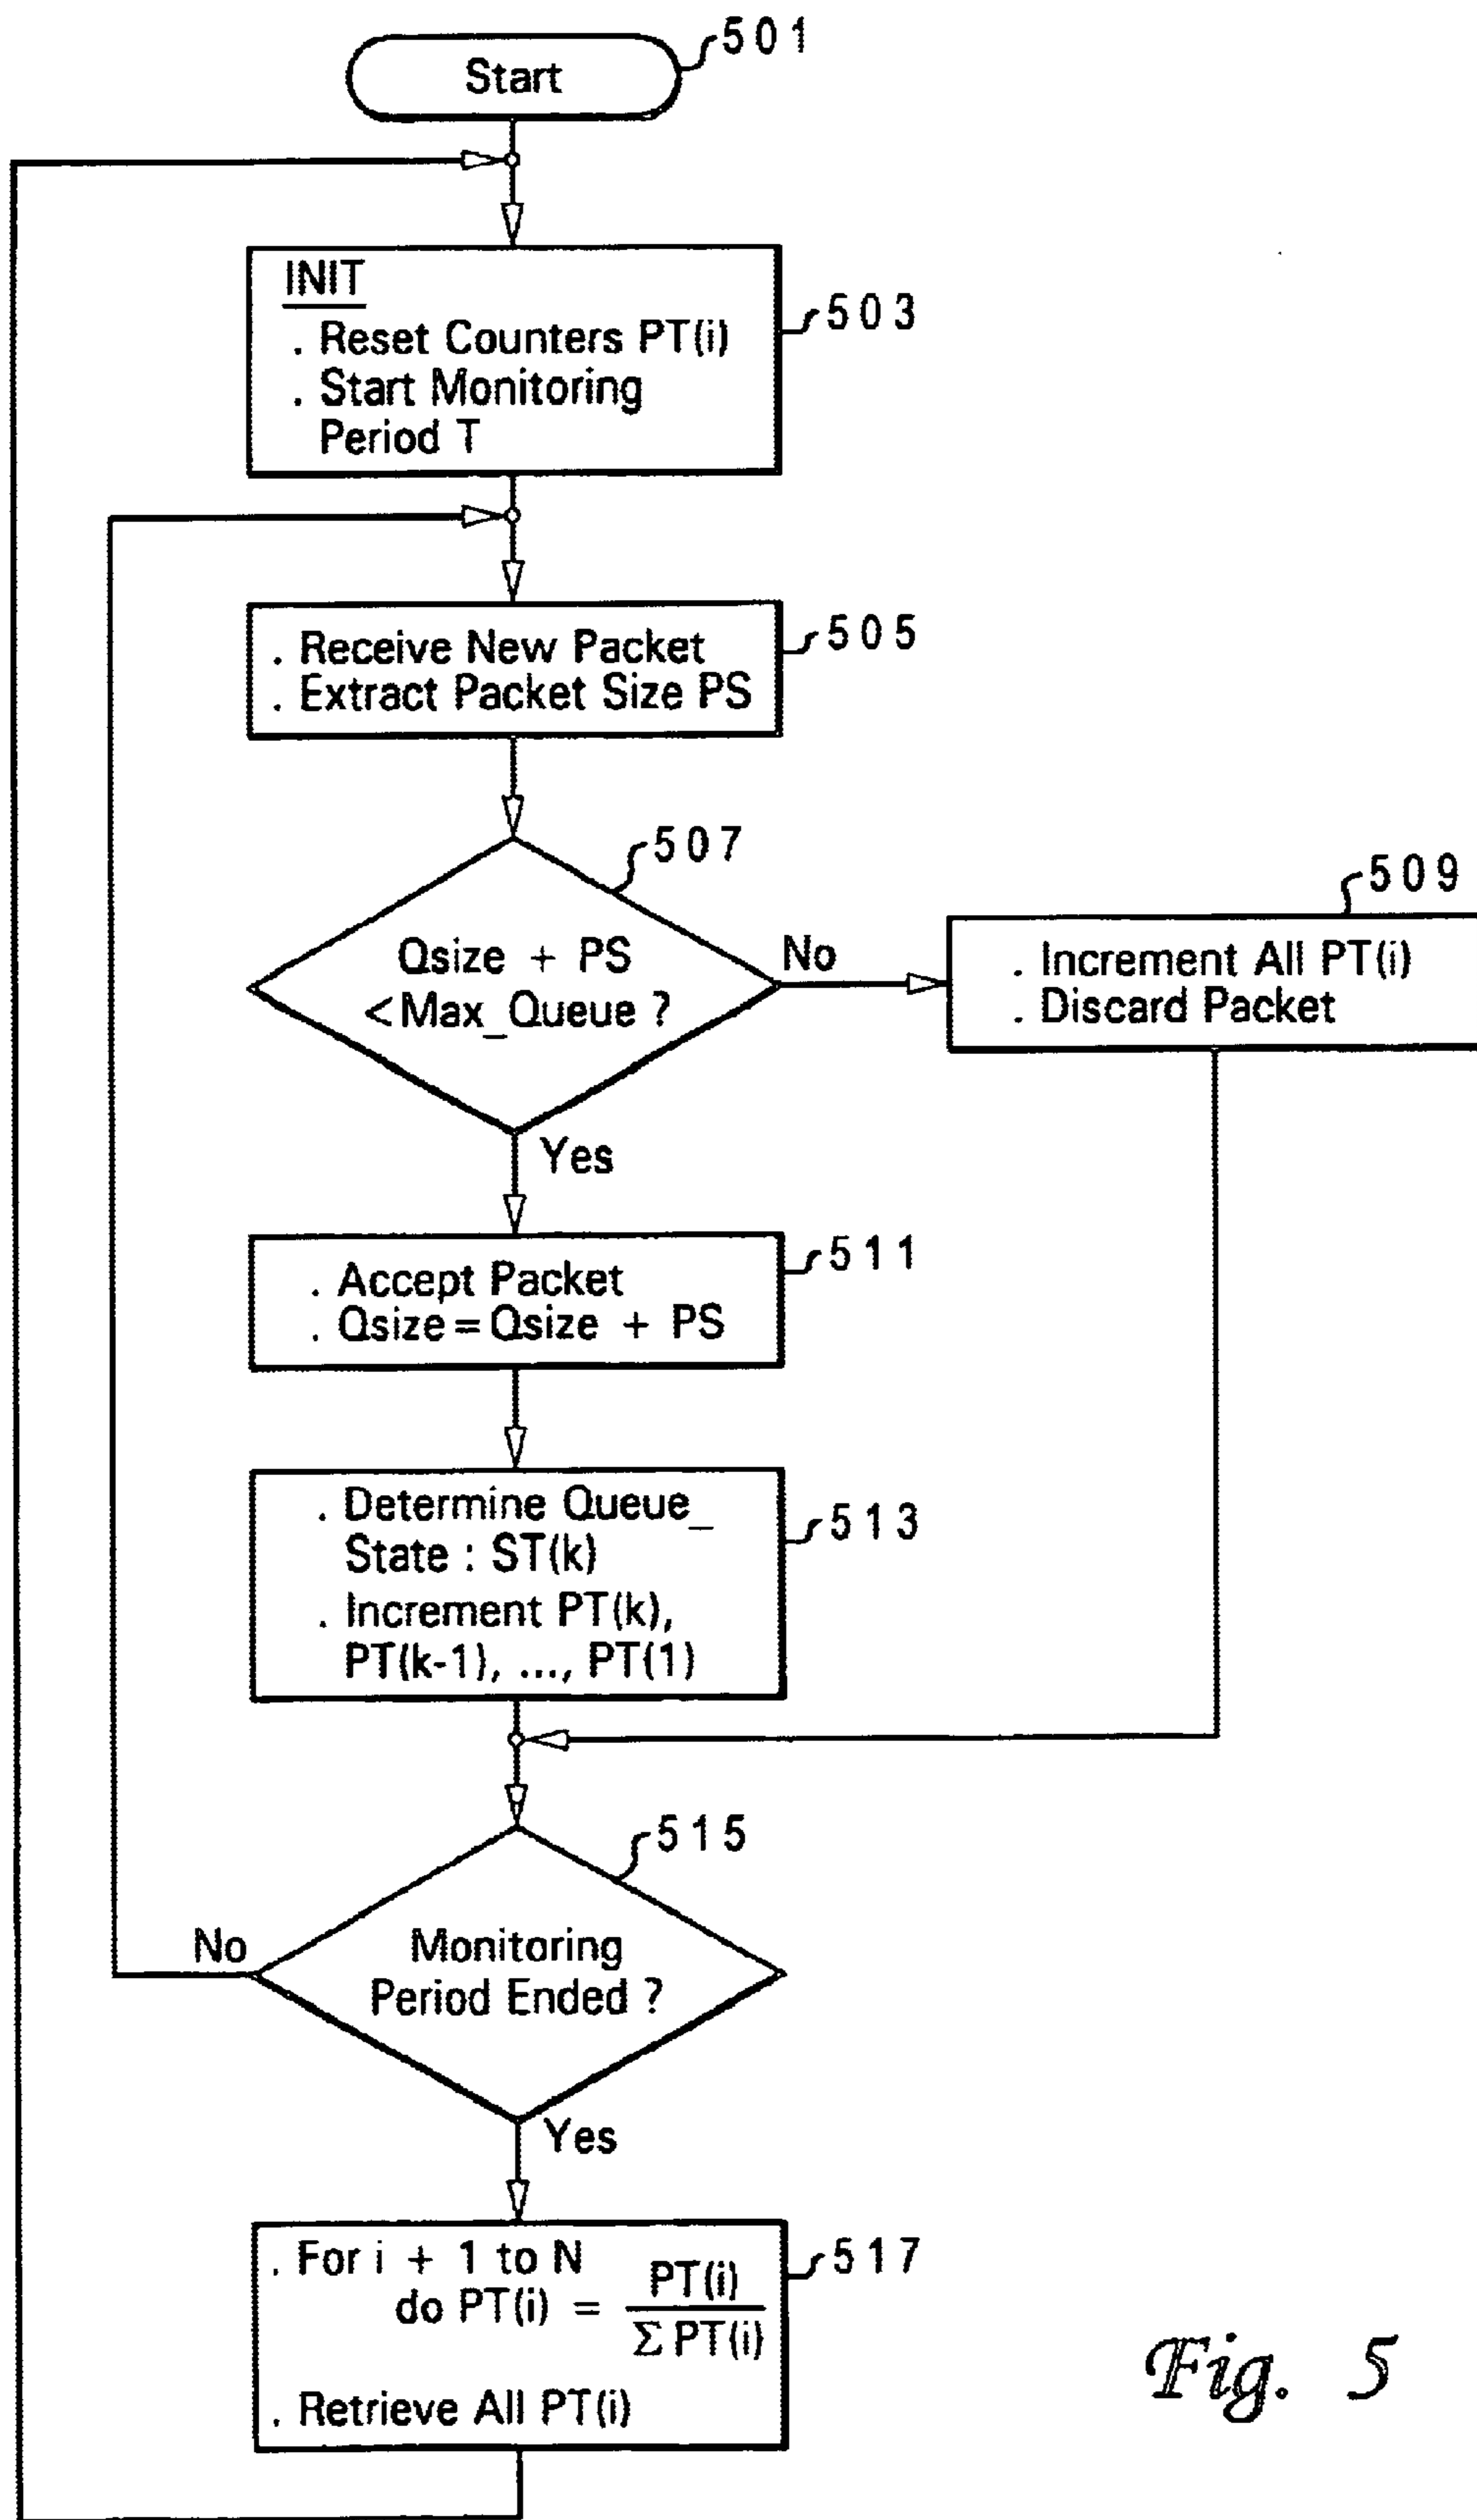 501
Start
INIT
. Reset Counters PT(i)
. Start Monitoring
Period T
503
. Receive New Packet
. Extract Packet Size PS
505
507
Qsize + PS
<Max_Queue ?
No
509
. Increment All PT(i)
. Discard Packet
Yes
. Accept Packet
. Qsize=Qsize + PS
511
. Determine Queue_
State : ST(k)
. Increment PT(k),
PT(k-1), ..., PT(1)
513
515
Monitoring
Period Ended ?
No
Yes
. For i + 1 to N
do PT(i) = PT(i) / Σ PT(i)
. Retrieve All PT(i)
517
Fig. 5